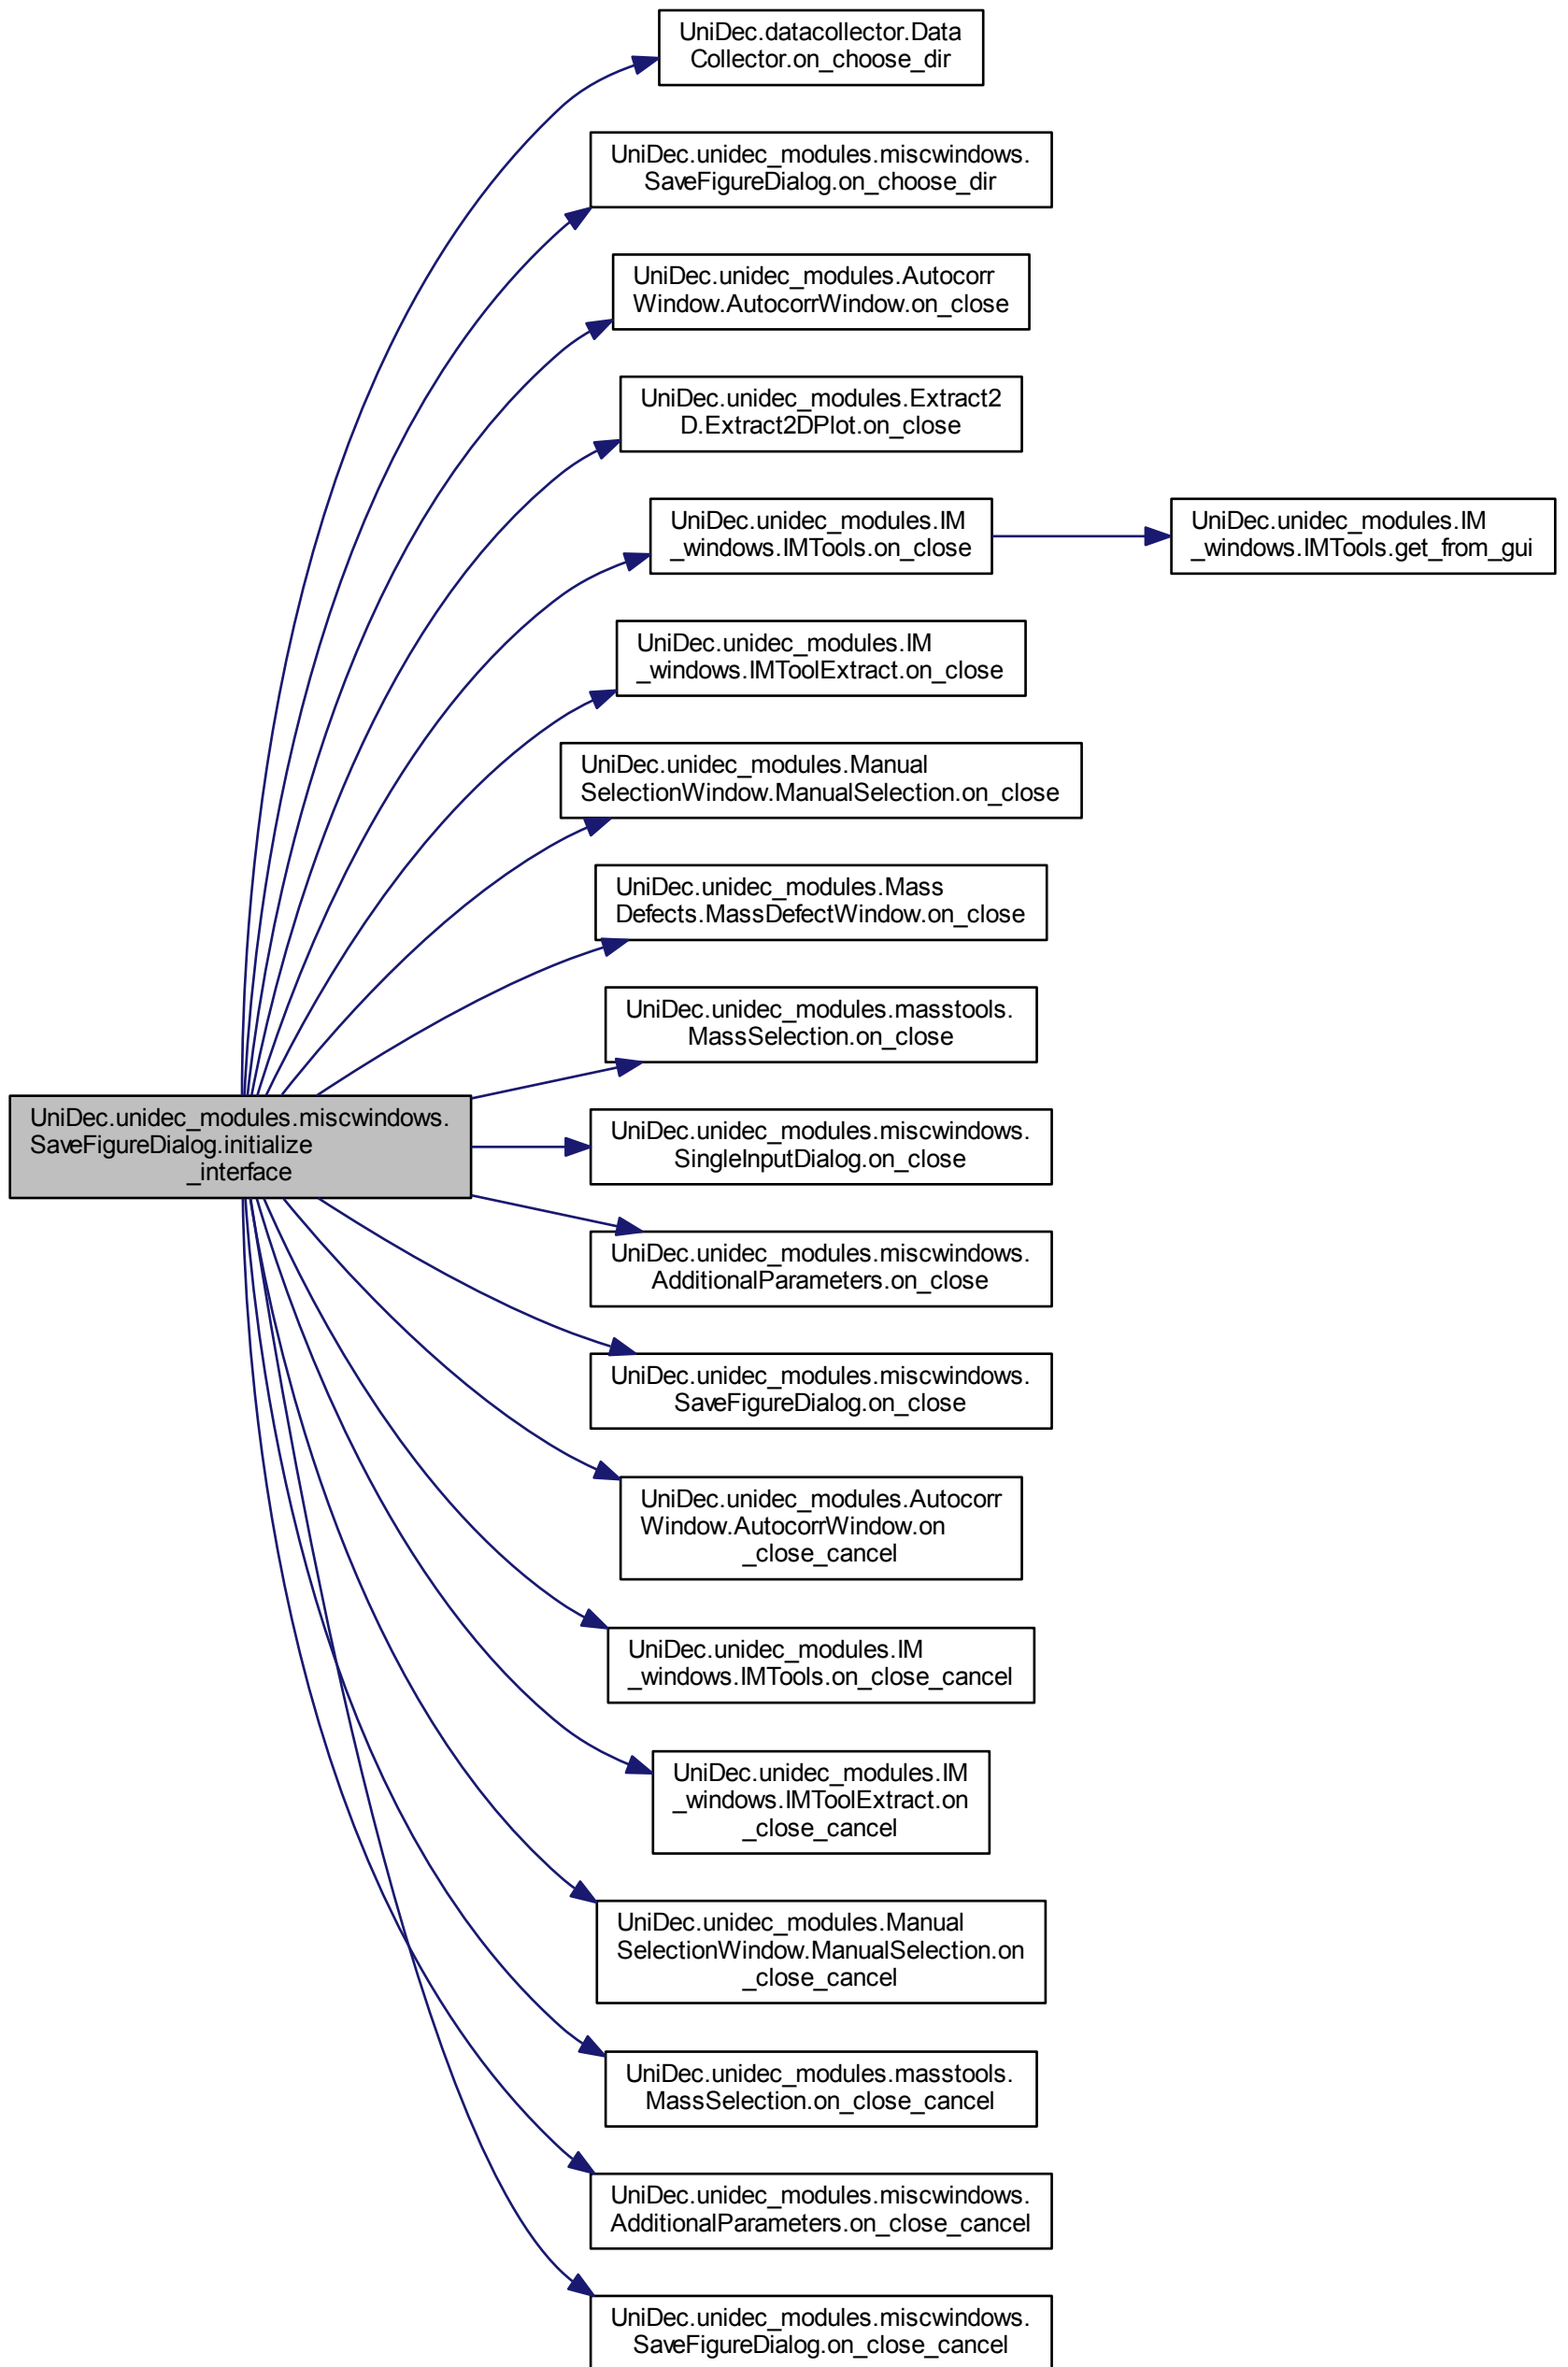 UniDec.datacollector.Data
Collector.on_choose_dir
UniDec.unidec_modules.miscwindows.
SaveFigureDialog.on_choose_dir
UniDec.unidec_modules.Autocorr
Window.AutocorrWindow.on_close
UniDec.unidec_modules.Extract2
D.Extract2DPlot.on_close
UniDec.unidec_modules.IM
_windows.IMTools.on_close
UniDec.unidec_modules.IM
_windows.IMTools.get_from_gui
UniDec.unidec_modules.IM
_windows.IMToolExtract.on_close
UniDec.unidec_modules.Manual
SelectionWindow.ManualSelection.on_close
UniDec.unidec_modules.Mass
Defects.MassDefectWindow.on_close
UniDec.unidec_modules.masstools.
MassSelection.on_close
UniDec.unidec_modules.miscwindows.
SaveFigureDialog.initialize
_interface
UniDec.unidec_modules.miscwindows.
SingleInputDialog.on_close
UniDec.unidec_modules.miscwindows.
AdditionalParameters.on_close
UniDec.unidec_modules.miscwindows.
SaveFigureDialog.on_close
UniDec.unidec_modules.Autocorr
Window.AutocorrWindow.on
_close_cancel
UniDec.unidec_modules.IM
_windows.IMTools.on_close_cancel
UniDec.unidec_modules.IM
_windows.IMToolExtract.on
_close_cancel
UniDec.unidec_modules.Manual
SelectionWindow.ManualSelection.on
_close_cancel
UniDec.unidec_modules.masstools.
MassSelection.on_close_cancel
UniDec.unidec_modules.miscwindows.
AdditionalParameters.on_close_cancel
UniDec.unidec_modules.miscwindows.
SaveFigureDialog.on_close_cancel